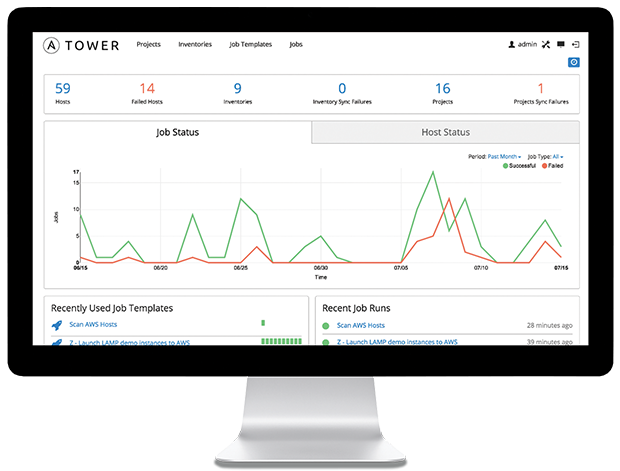 A TOWER Projects Inventories Job Templates Jobs admin
59 14 9 0 16 1
Hosts Failed Hosts Inventories Inventory Sync Failures Projects Projects Sync Failures
Job Status Host Status
Period: Past Month Job Type: All
Successful Failed
17
15
10
5
0
Jobs
06/15 06/20 06/25 06/30 07/05 07/10 07/15
Time
Recently Used Job Templates Recent Job Runs
Scan AWS Hosts Scan AWS Hosts 28 minutes ago
Z - Launch LAMP demo instances to AWS Z - Launch LAMP demo instances to AWS 39 minutes ago